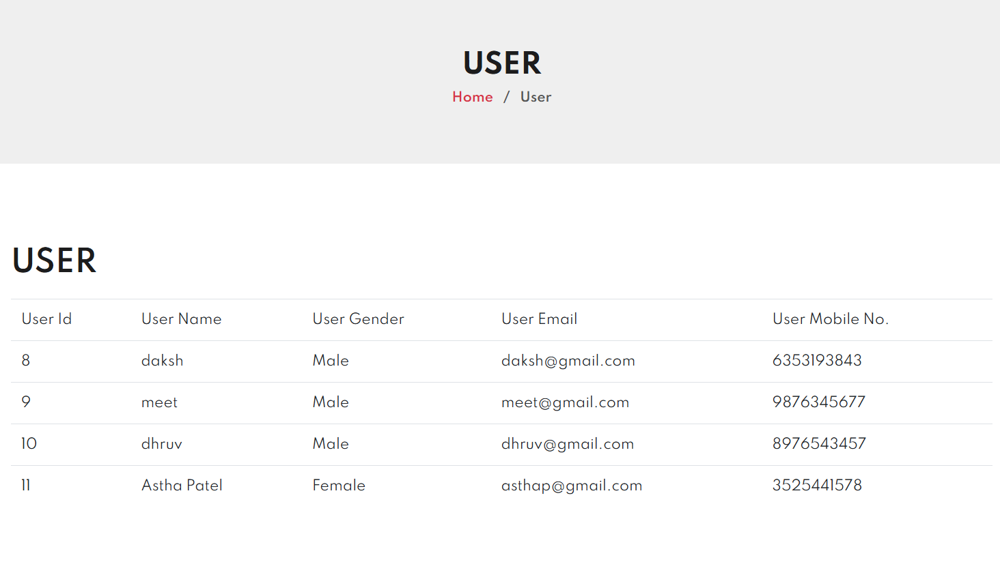 USER
Home / User
USER
User Id User Name User Gender User Email User Mobile No.
8 daksh Male daksh@gmail.com 6353193843
9 meet Male meet@gmail.com 9876345677
10 dhruv Male dhruv@gmail.com 8976543457
11 Astha Patel Female asthap@gmail.com 3525441578